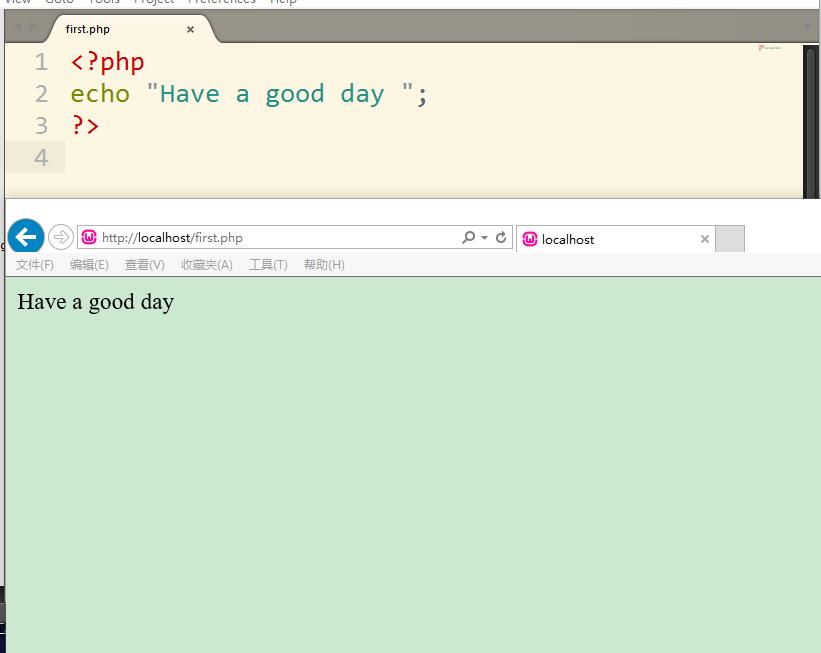 View Goto Tools Project Preferences Help
first.php
1 <?php
2 echo "Have a good day ";
3 ?>
4
http://localhost/first.php
localhost
文件(F) 编辑(E) 查看(V) 收藏夹(A) 工具(T) 帮助(H)
Have a good day